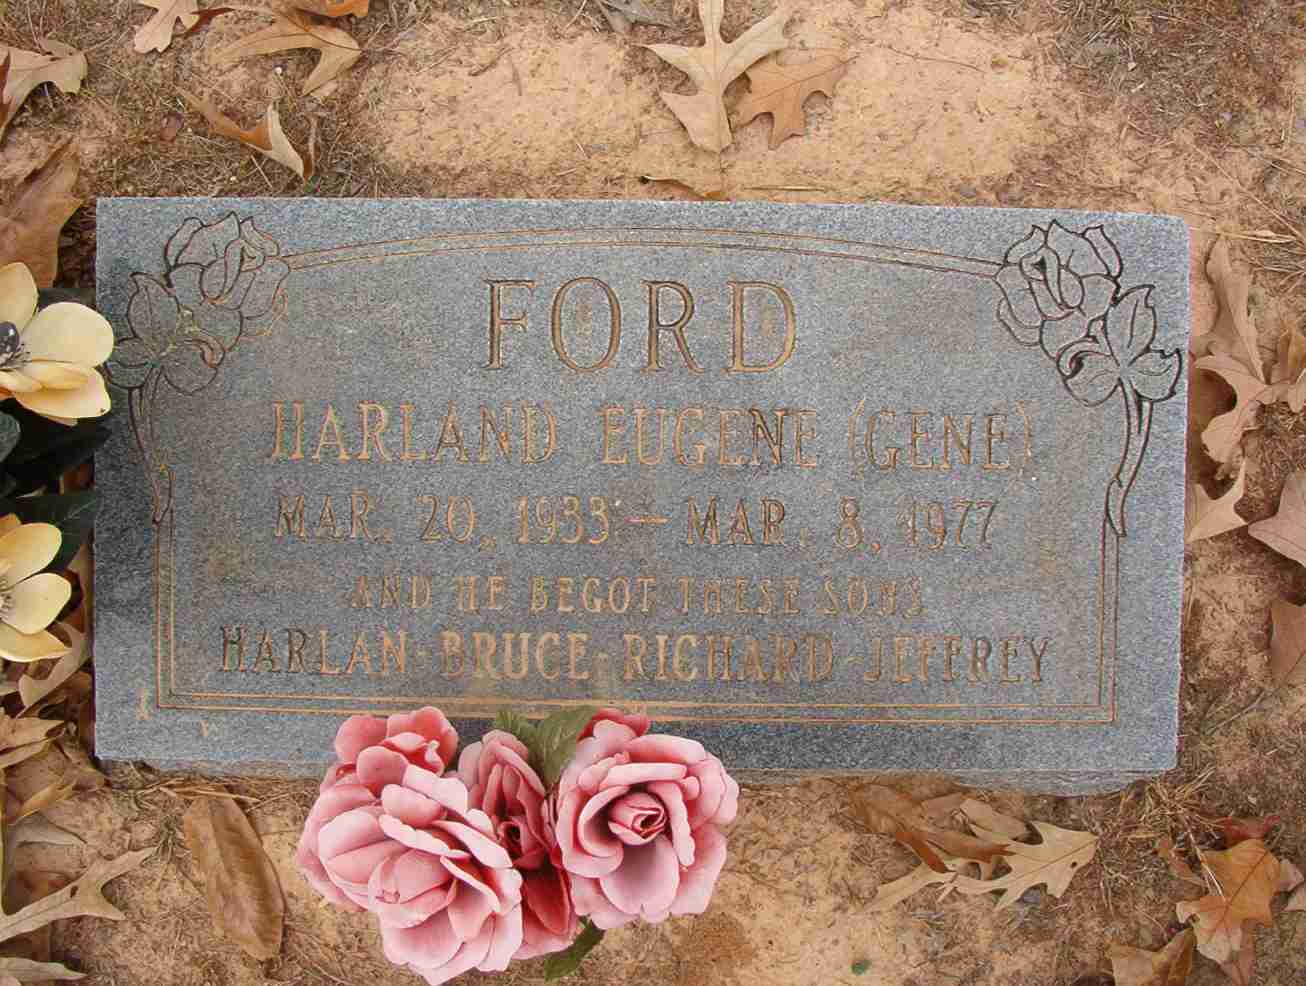 FORD
HARLAND EUGENE (GENE)
MAR. 20, 1933 — MAR. 8, 1977
AND HE BEGOT THESE SONS
HARLAN - BRUCE - RICHARD - JEFFREY